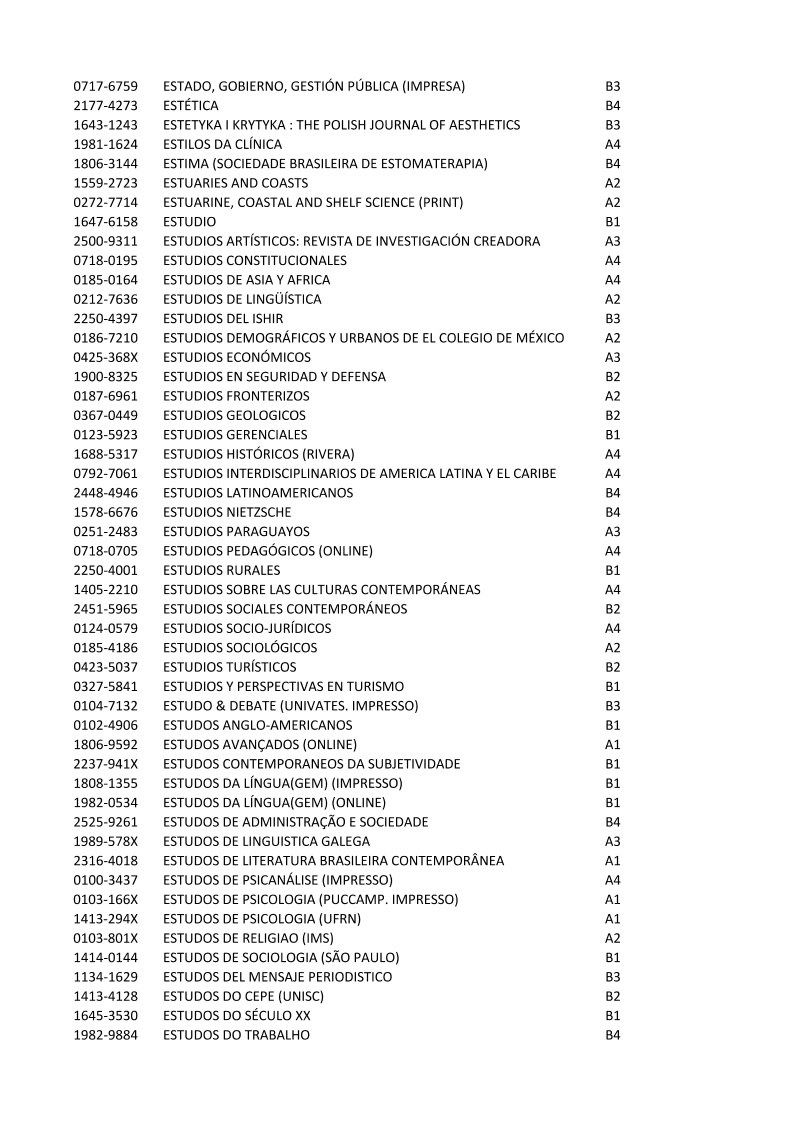 0717-6759 ESTADO, GOBIERNO, GESTIÓN PÚBLICA (IMPRESA) B3
2177-4273 ESTÉTICA B4
1643-1243 ESTETYKA I KRYTYKA : THE POLISH JOURNAL OF AESTHETICS B3
1981-1624 ESTILOS DA CLÍNICA A4
1806-3144 ESTIMA (SOCIEDADE BRASILEIRA DE ESTOMATERAPIA) B4
1559-2723 ESTUARIES AND COASTS A2
0272-7714 ESTUARINE, COASTAL AND SHELF SCIENCE (PRINT) A2
1647-6158 ESTUDIO B1
2500-9311 ESTUDIOS ARTÍSTICOS: REVISTA DE INVESTIGACIÓN CREADORA A3
0718-0195 ESTUDIOS CONSTITUCIONALES A4
0185-0164 ESTUDIOS DE ASIA Y AFRICA A4
0212-7636 ESTUDIOS DE LINGÜÍSTICA A2
2250-4397 ESTUDIOS DEL ISHIR B3
0186-7210 ESTUDIOS DEMOGRÁFICOS Y URBANOS DE EL COLEGIO DE MÉXICO A2
0425-368X ESTUDIOS ECONÓMICOS A3
1900-8325 ESTUDIOS EN SEGURIDAD Y DEFENSA B2
0187-6961 ESTUDIOS FRONTERIZOS A2
0367-0449 ESTUDIOS GEOLOGICOS B2
0123-5923 ESTUDIOS GERENCIALES B1
1688-5317 ESTUDIOS HISTÓRICOS (RIVERA) A4
0792-7061 ESTUDIOS INTERDISCIPLINARIOS DE AMERICA LATINA Y EL CARIBE A4
2448-4946 ESTUDIOS LATINOAMERICANOS B4
1578-6676 ESTUDIOS NIETZSCHE B4
0251-2483 ESTUDIOS PARAGUAYOS A3
0718-0705 ESTUDIOS PEDAGÓGICOS (ONLINE) A4
2250-4001 ESTUDIOS RURALES B1
1405-2210 ESTUDIOS SOBRE LAS CULTURAS CONTEMPORÁNEAS A4
2451-5965 ESTUDIOS SOCIALES CONTEMPORÁNEOS B2
0124-0579 ESTUDIOS SOCIO-JURÍDICOS A4
0185-4186 ESTUDIOS SOCIOLÓGICOS A2
0423-5037 ESTUDIOS TURÍSTICOS B2
0327-5841 ESTUDIOS Y PERSPECTIVAS EN TURISMO B1
0104-7132 ESTUDO & DEBATE (UNIVATES. IMPRESSO) B3
0102-4906 ESTUDOS ANGLO-AMERICANOS B1
1806-9592 ESTUDOS AVANÇADOS (ONLINE) A1
2237-941X ESTUDOS CONTEMPORANEOS DA SUBJETIVIDADE B1
1808-1355 ESTUDOS DA LÍNGUA(GEM) (IMPRESSO) B1
1982-0534 ESTUDOS DA LÍNGUA(GEM) (ONLINE) B1
2525-9261 ESTUDOS DE ADMINISTRAÇÃO E SOCIEDADE B4
1989-578X ESTUDOS DE LINGUISTICA GALEGA A3
2316-4018 ESTUDOS DE LITERATURA BRASILEIRA CONTEMPORÂNEA A1
0100-3437 ESTUDOS DE PSICANÁLISE (IMPRESSO) A4
0103-166X ESTUDOS DE PSICOLOGIA (PUCCAMP. IMPRESSO) A1
1413-294X ESTUDOS DE PSICOLOGIA (UFRN) A1
0103-801X ESTUDOS DE RELIGIAO (IMS) A2
1414-0144 ESTUDOS DE SOCIOLOGIA (SÃO PAULO) B1
1134-1629 ESTUDOS DEL MENSAJE PERIODISTICO B3
1413-4128 ESTUDOS DO CEPE (UNISC) B2
1645-3530 ESTUDOS DO SÉCULO XX B1
1982-9884 ESTUDOS DO TRABALHO B4